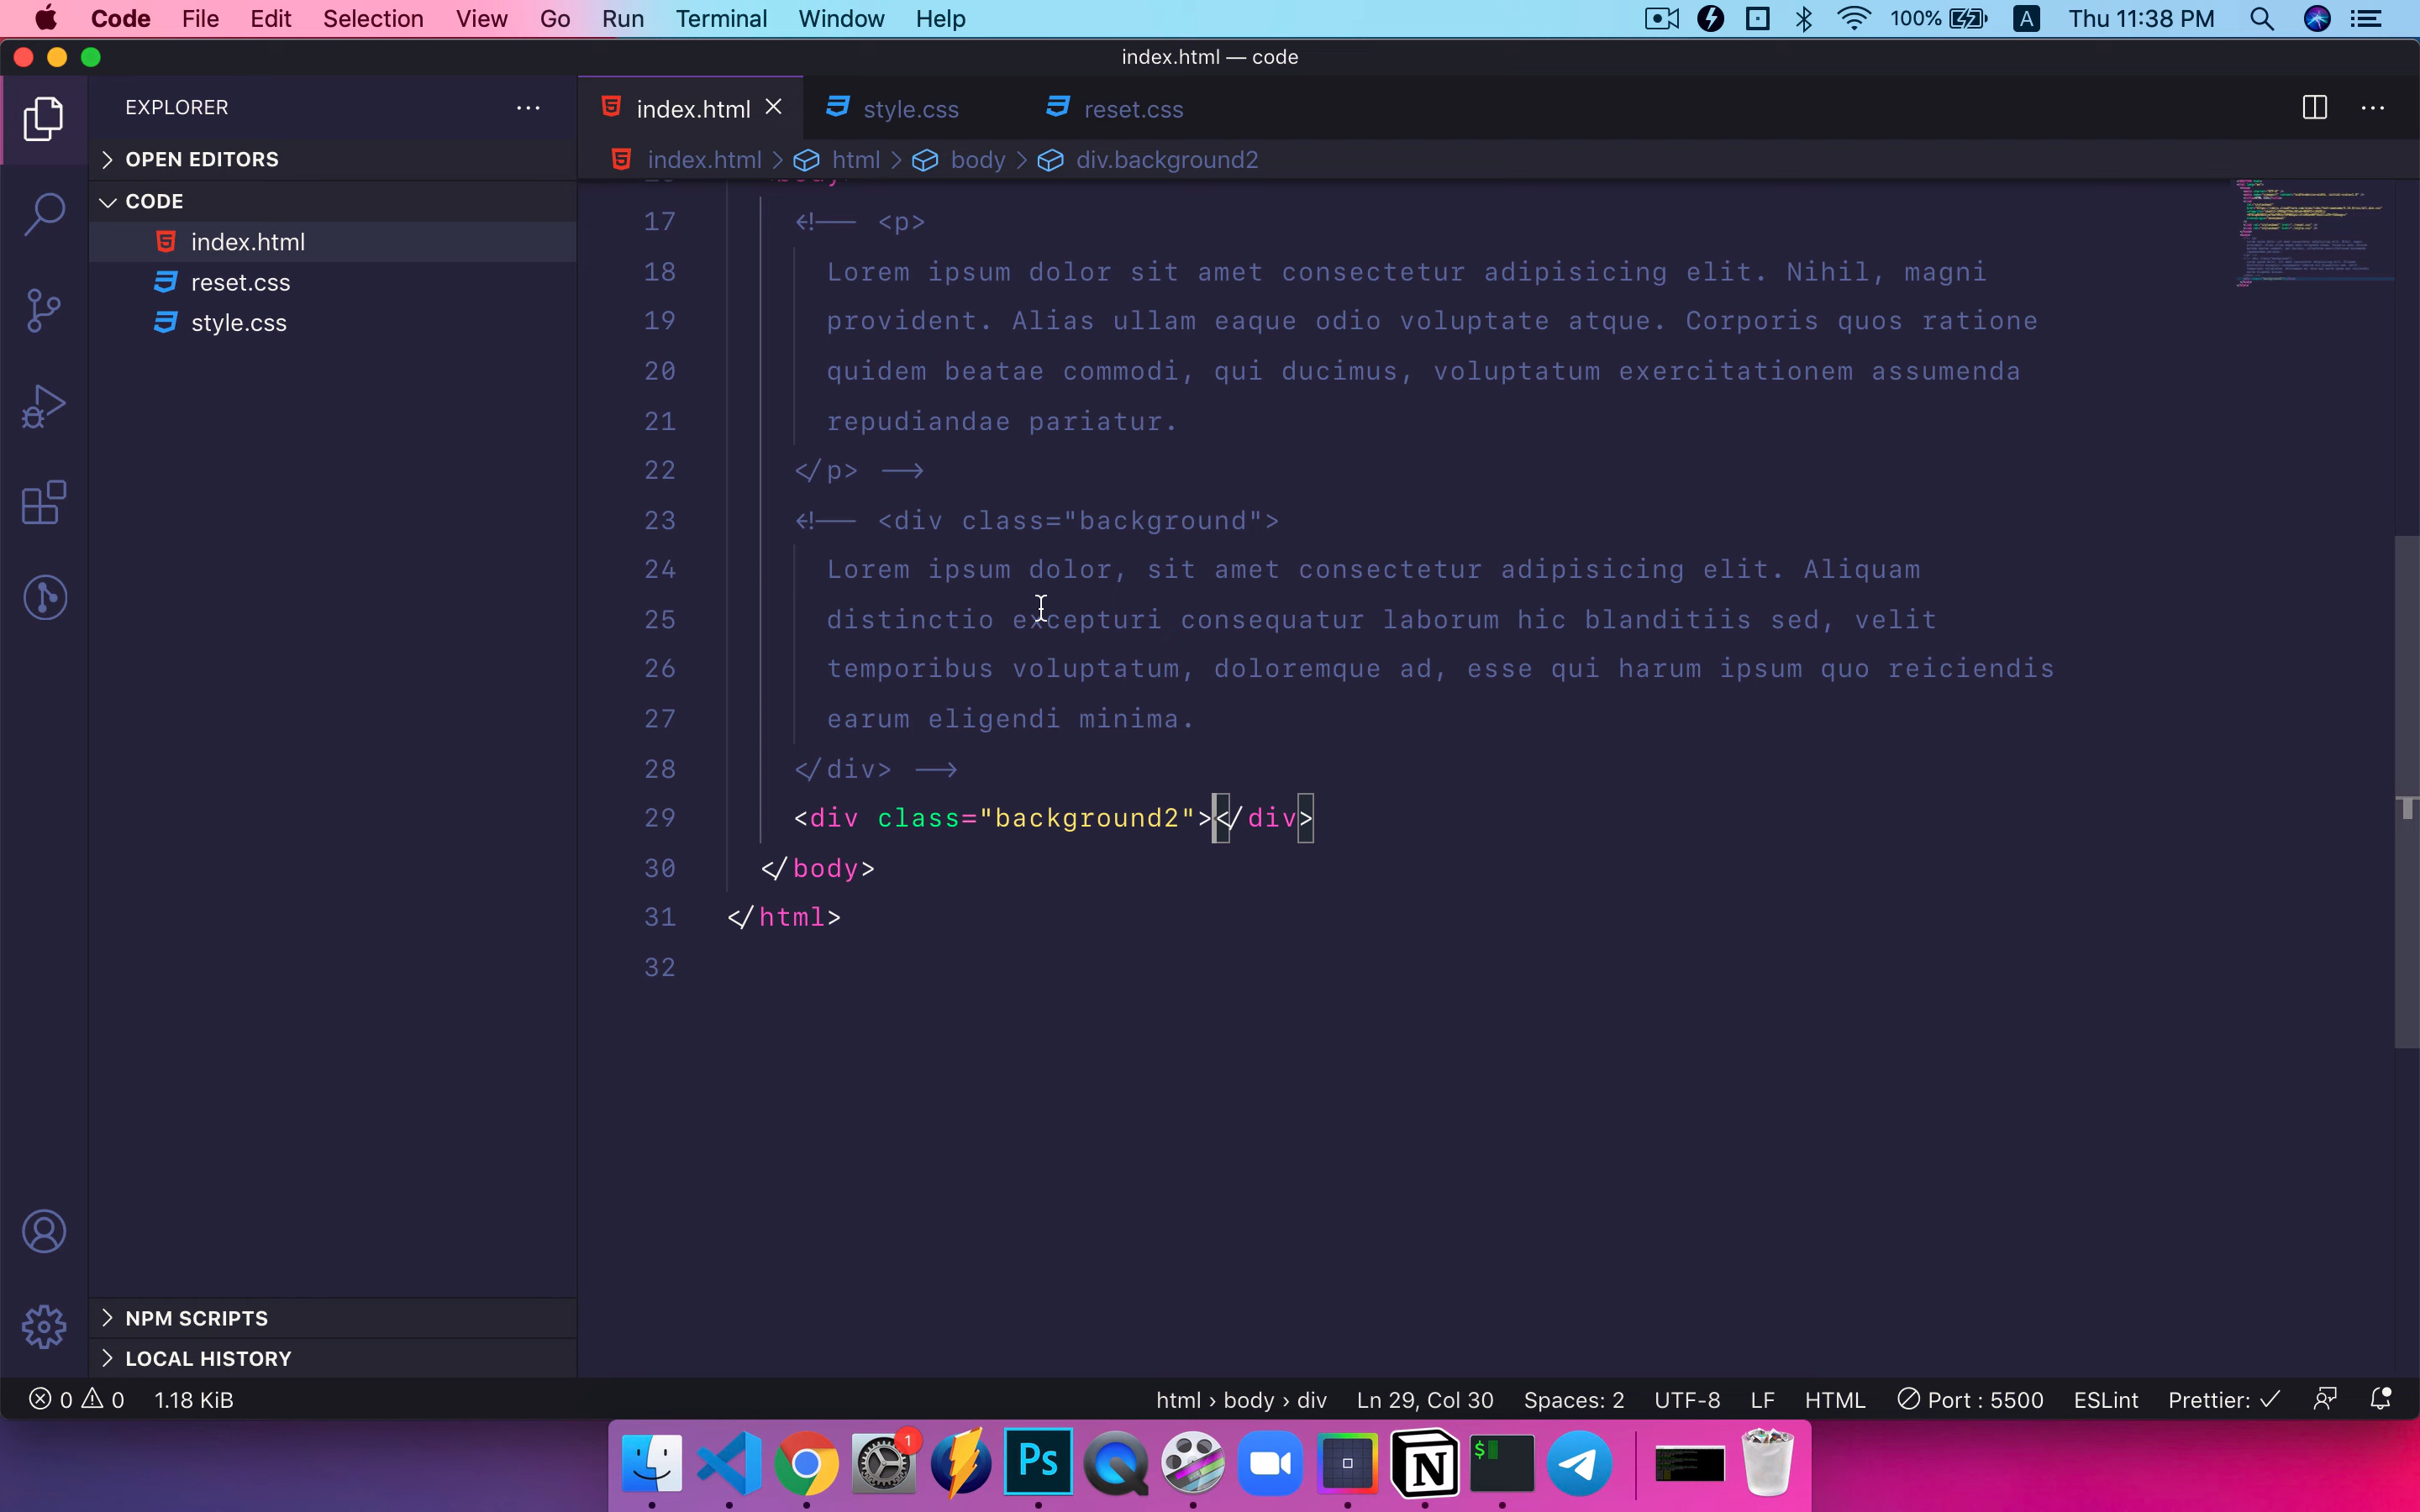 Code File Edit Selection View Go Run Terminal Window Help 100% A Thu 11:38 PM
index.html — code
EXPLORER
index.html style.css reset.css
OPEN EDITORS
index.html > html > body > div.background2
CODE
index.html
reset.css
style.css
17 <!-- <p>
18 Lorem ipsum dolor sit amet consectetur adipisicing elit. Nihil, magni
19 provident. Alias ullam eaque odio voluptate atque. Corporis quos ratione
20 quidem beatae commodi, qui ducimus, voluptatum exercitationem assumenda
21 repudiandae pariatur.
22 </p> -->
23 <!-- <div class="background">
24 Lorem ipsum dolor, sit amet consectetur adipisicing elit. Aliquam
25 distinctio excepturi consequatur laborum hic blanditiis sed, velit
26 temporibus voluptatum, doloremque ad, esse qui harum ipsum quo reiciendis
27 earum eligendi minima.
28 </div> -->
29 <div class="background2"></div>
30 </body>
31 </html>
32
NPM SCRIPTS
LOCAL HISTORY
0 0 1.18 KiB html › body › div Ln 29, Col 30 Spaces: 2 UTF-8 LF HTML Port : 5500 ESLint Prettier: ✓
1 Ps N $